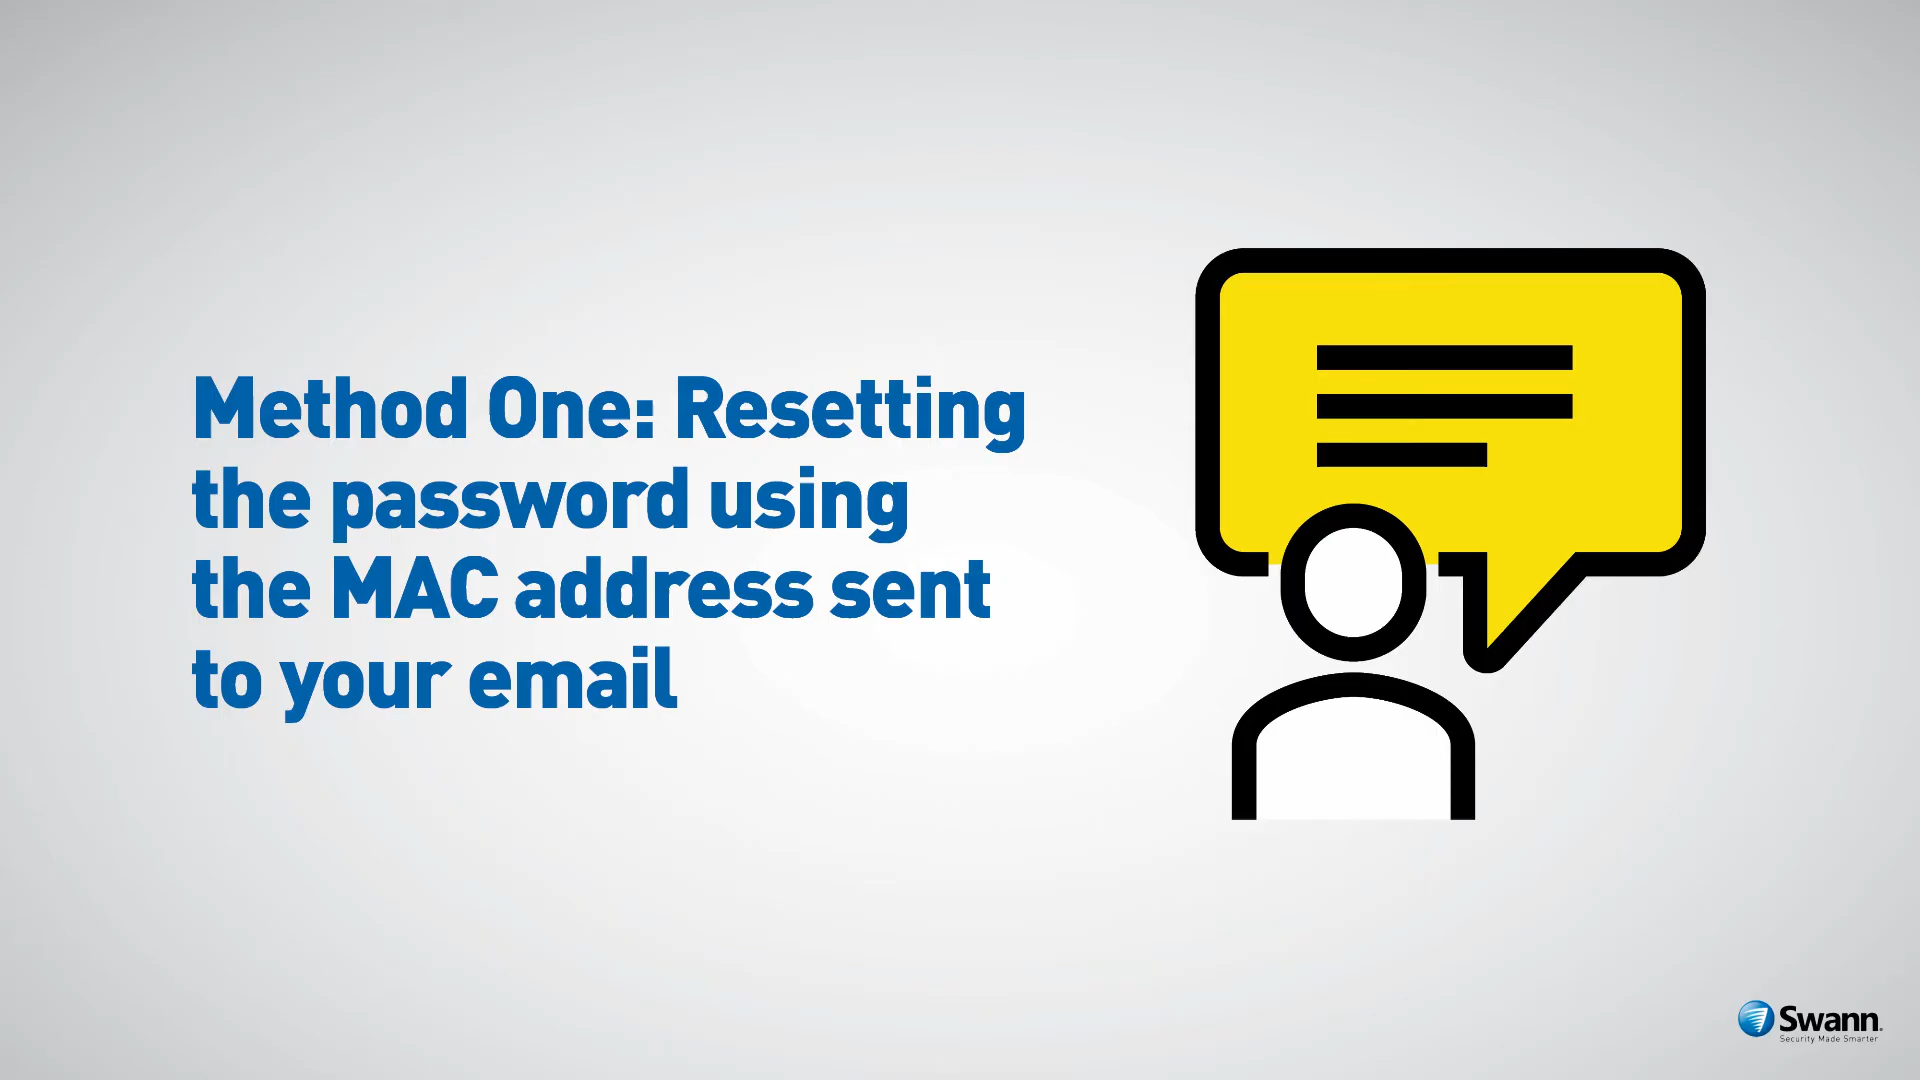 Method One: Resetting
the password using
the MAC address sent
to your email
Swann
Security Made Smarter